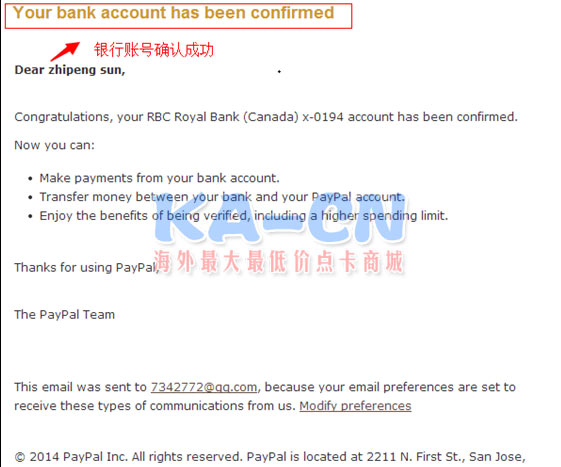 Your bank account has been confirmed
银行账号确认成功
Dear zhipeng sun,
Congratulations, your RBC Royal Bank (Canada) x-0194 account has been confirmed.
Now you can:
• Make payments from your bank account.
• Transfer money between your bank and your PayPal account.
• Enjoy the benefits of being verified, including a higher spending limit.
KA-CN
海外最大最低价点卡商城
Thanks for using PayPal,
The PayPal Team
This email was sent to 7342772@qq.com, because your email preferences are set to
receive these types of communications from us. Modify preferences
© 2014 PayPal Inc. All rights reserved. PayPal is located at 2211 N. First St., San Jose,